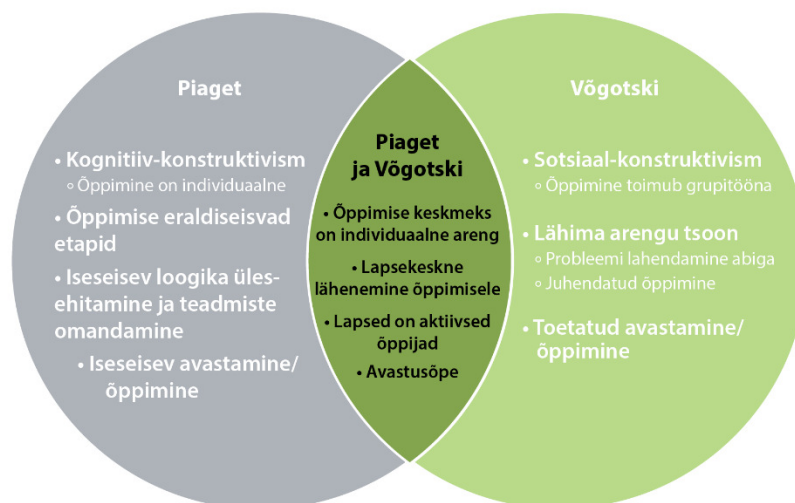 Piaget
• Kognitiiv-konstruktivism
◦ Õppimine on individuaalne
• Õppimise eraldiseisvad
etapid
• Iseseisev loogika üles-
ehitamine ja teadmiste
omandamine
• Iseseisev avastamine/
õppimine
Piaget
ja Võgotski
• Õppimise keskmeks
on individuaalne areng
• Lapsekeskne
lähenemine õppimisele
• Lapsed on aktiivsed
õppijad
• Avastusõpe
Võgotski
• Sotsiaal-konstruktivism
◦ Õppimine toimub grupitööna
• Lähima arengu tsoon
◦ Probleemi lahendamine abiga
◦ Juhendatud õppimine
• Toetatud avastamine/
õppimine